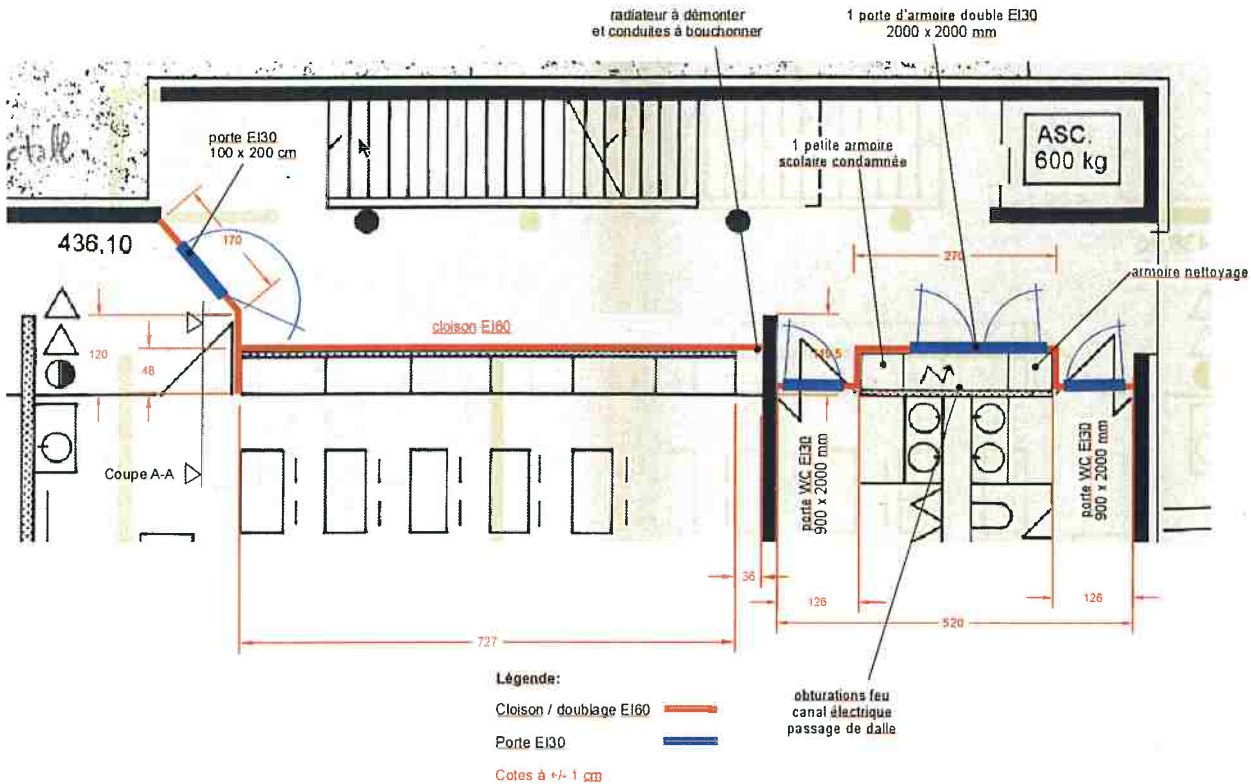 radiateur à démonter
et conduites à bouchonner
1 porte d'armoire double EI30
2000 x 2000 mm
porte EI30
100 x 200 cm
1 petite armoire
scolaire condamnée
ASC.
600 kg
436,10
170
270
armoire nettoyage
cloison EI60
120
48
Coupe A-A
porte WC EI30
900 x 2000 mm
porte WC EI30
900 x 2000 mm
36
126
126
727
520
obturations feu
canal électrique
passage de dalle
Légende:
Cloison / doublage EI60
Porte EI30
Cotes à +/- 1 cm